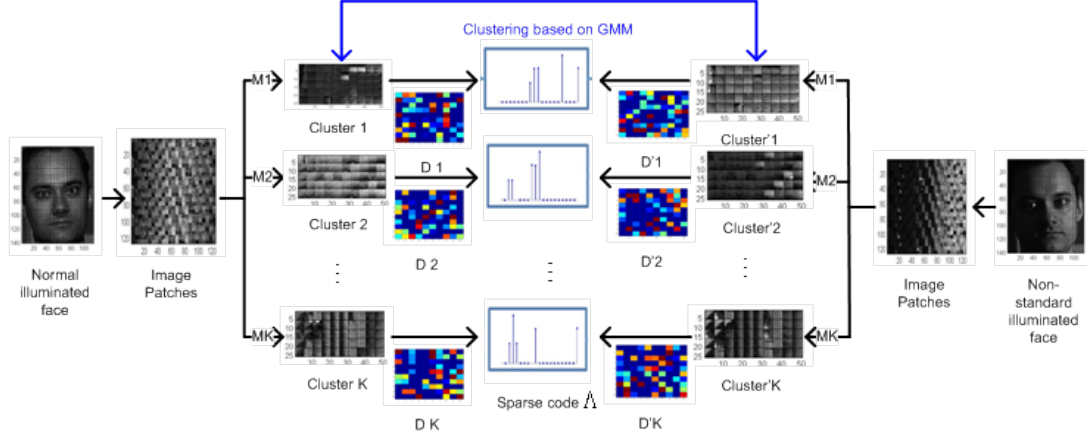 Clustering based on GMM
M1
Cluster 1
D 1
D'1
Cluster'1
M1
M2
Cluster 2
D 2
D'2
Cluster'2
M2
Normal
illuminated
face
Image
Patches
Image
Patches
Non-
standard
illuminated
face
MK
Cluster K
D K
Sparse code Λ
D'K
Cluster'K
MK